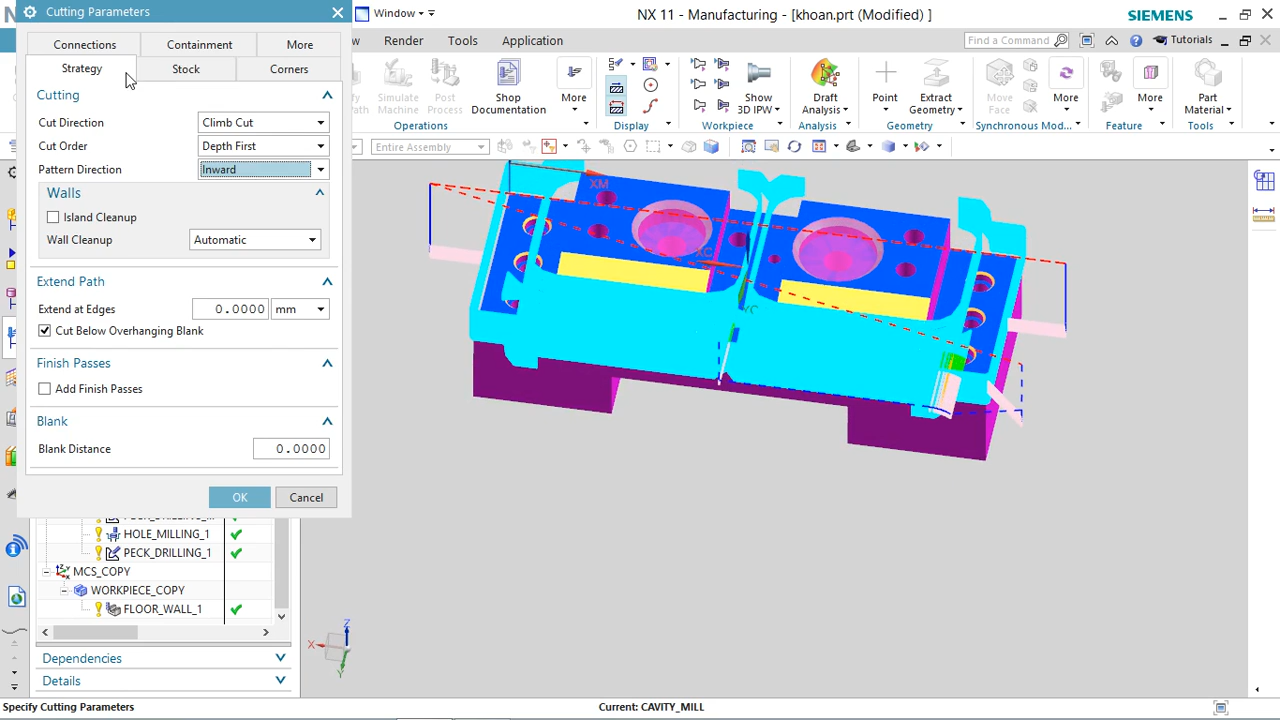 Cutting Parameters
Window
NX 11 - Manufacturing - [khoan.prt (Modified) ]
SIEMENS
Connections
Containment
More
Render
Tools
Application
Find a Command
Tutorials
Strategy
Stock
Corners
Cutting
Cut Direction
Climb Cut
Cut Order
Depth First
Pattern Direction
Inward
Walls
Island Cleanup
Wall Cleanup
Automatic
Extend Path
Extend at Edges
0.0000
mm
Cut Below Overhanging Blank
Finish Passes
Add Finish Passes
Blank
Blank Distance
0.0000
OK
Cancel
Simulate Machine
Post Process
Shop Documentation
More
Show 3D IPW
Draft Analysis
Point
Extract Geometry
Move Face
More
More
Part Material
Operations
Display
Workpiece
Analysis
Geometry
Synchronous Mod...
Feature
Tools
Entire Assembly
XM
XC
YC
HOLE_MILLING_1
PECK_DRILLING_1
MCS_COPY
WORKPIECE_COPY
FLOOR_WALL_1
Dependencies
Details
X
Y
Z
Specify Cutting Parameters
Current: CAVITY_MILL